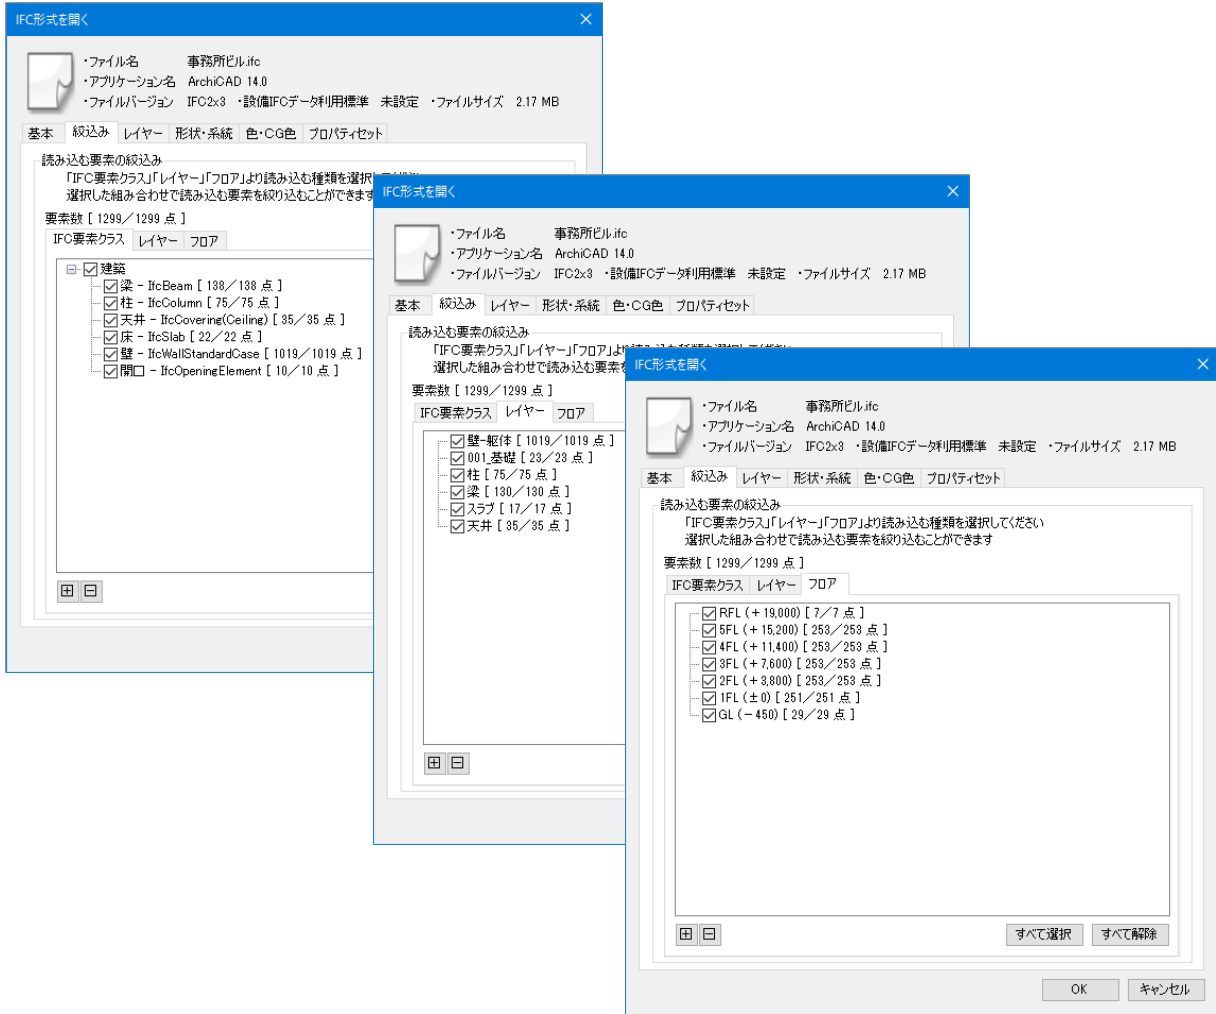 IFC形式を開く
・ファイル名 事務所ビル.ifc
・アプリケーション名 ArchiCAD 14.0
・ファイルバージョン IFC2x3 ・設備IFCデータ利用標準 未設定 ・ファイルサイズ 2.17 MB
基本 絞込み レイヤー 形状・系統 色・CG色 プロパティセット
読み込む要素の絞込み
「IFC要素クラス」「レイヤー」「フロア」より読み込む種類を選択
選択した組み合わせで読み込む要素を絞り込むことができます
要素数 [ 1299／1299 点 ]
IFC要素クラス レイヤー フロア
建築
梁 - IfcBeam [ 138／138 点 ]
柱 - IfcColumn [ 75／75 点 ]
天井 - IfcCovering(Ceiling) [ 35／35 点 ]
床 - IfcSlab [ 22／22 点 ]
壁 - IfcWallStandardCase [ 1019／1019 点 ]
開口 - IfcOpeningElement [ 10／10 点 ]
IFC形式を開く
・ファイル名 事務所ビル.ifc
・アプリケーション名 ArchiCAD 14.0
・ファイルバージョン IFC2x3 ・設備IFCデータ利用標準 未設定 ・ファイルサイズ 2.17 MB
基本 絞込み レイヤー 形状・系統 色・CG色 プロパティセット
読み込む要素の絞込み
「IFC要素クラス」「レイヤー」「フロア」よ
選択した組み合わせで読み込む要素
要素数 [ 1299／1299 点 ]
IFC要素クラス レイヤー フロア
壁-躯体 [ 1019／1019 点 ]
001_基礎 [ 23／23 点 ]
柱 [ 75／75 点 ]
梁 [ 130／130 点 ]
スラブ [ 17／17 点 ]
天井 [ 35／35 点 ]
IFC形式を開く
・ファイル名 事務所ビル.ifc
・アプリケーション名 ArchiCAD 14.0
・ファイルバージョン IFC2x3 ・設備IFCデータ利用標準 未設定 ・ファイルサイズ 2.17 MB
基本 絞込み レイヤー 形状・系統 色・CG色 プロパティセット
読み込む要素の絞込み
「IFC要素クラス」「レイヤー」「フロア」より読み込む種類を選択してください
選択した組み合わせで読み込む要素を絞り込むことができます
要素数 [ 1299／1299 点 ]
IFC要素クラス レイヤー フロア
RFL (＋19,000) [ 7／7 点 ]
5FL (＋15,200) [ 253／253 点 ]
4FL (＋11,400) [ 253／253 点 ]
3FL (＋7,600) [ 253／253 点 ]
2FL (＋3,800) [ 253／253 点 ]
1FL (±0) [ 251／251 点 ]
GL (－450) [ 29／29 点 ]
すべて選択 すべて解除
OK キャンセル